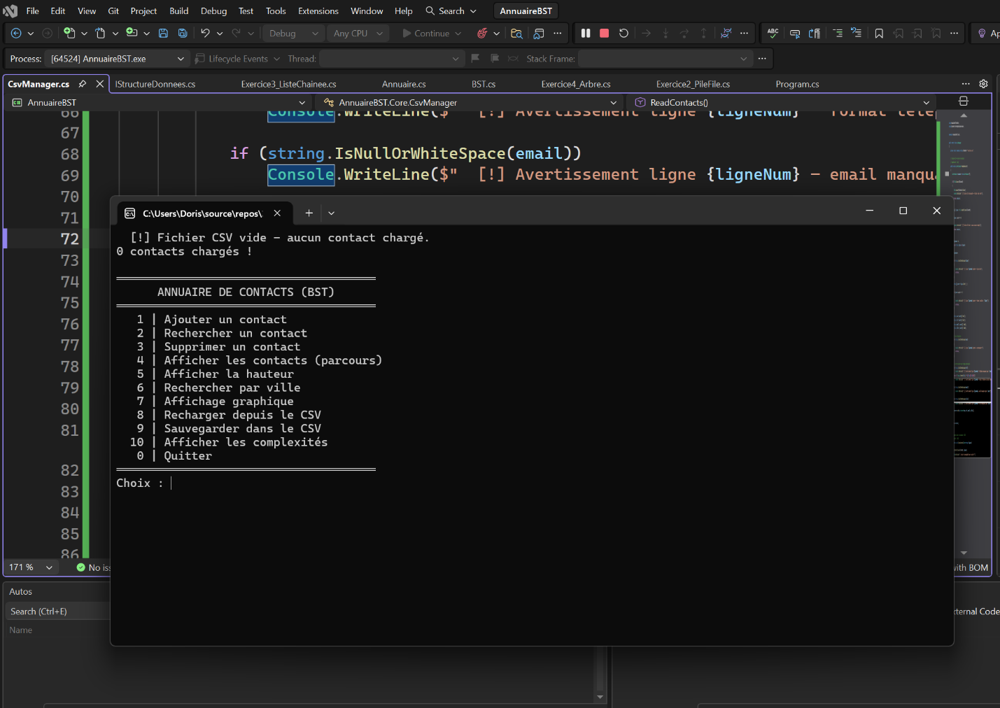 File Edit View Git Project Build Debug Test Tools Extensions Window Help Search AnnuaireBST
Debug Any CPU Continue
Process: [64524] AnnuaireBST.exe Lifecycle Events Thread: Stack Frame:
CsvManager.cs IStructureDonnees.cs Exercice3_ListeChainee.cs Annuaire.cs BST.cs Exercice4_Arbre.cs Exercice2_PileFile.cs Program.cs
AnnuaireBST AnnuaireBST.Core.CsvManager ReadContacts()
66 Console.WriteLine($" [!] Avertissement ligne {ligneNum} — format
67
68 if (string.IsNullOrWhiteSpace(email))
69 Console.WriteLine($" [!] Avertissement ligne {ligneNum} — email manqu
70
71
72
73
74
75
76
77
78
79
80
81
82
83
84
85
86
C:\Users\Doris\source\repos\
[!] Fichier CSV vide — aucun contact chargé.
0 contacts chargés !
ANNUAIRE DE CONTACTS (BST)
1 | Ajouter un contact
2 | Rechercher un contact
3 | Supprimer un contact
4 | Afficher les contacts (parcours)
5 | Afficher la hauteur
6 | Rechercher par ville
7 | Affichage graphique
8 | Recharger depuis le CSV
9 | Sauvegarder dans le CSV
10 | Afficher les complexités
0 | Quitter
Choix :
171 % No iss with BOM
Autos
Search (Ctrl+E) xternal Code
Name